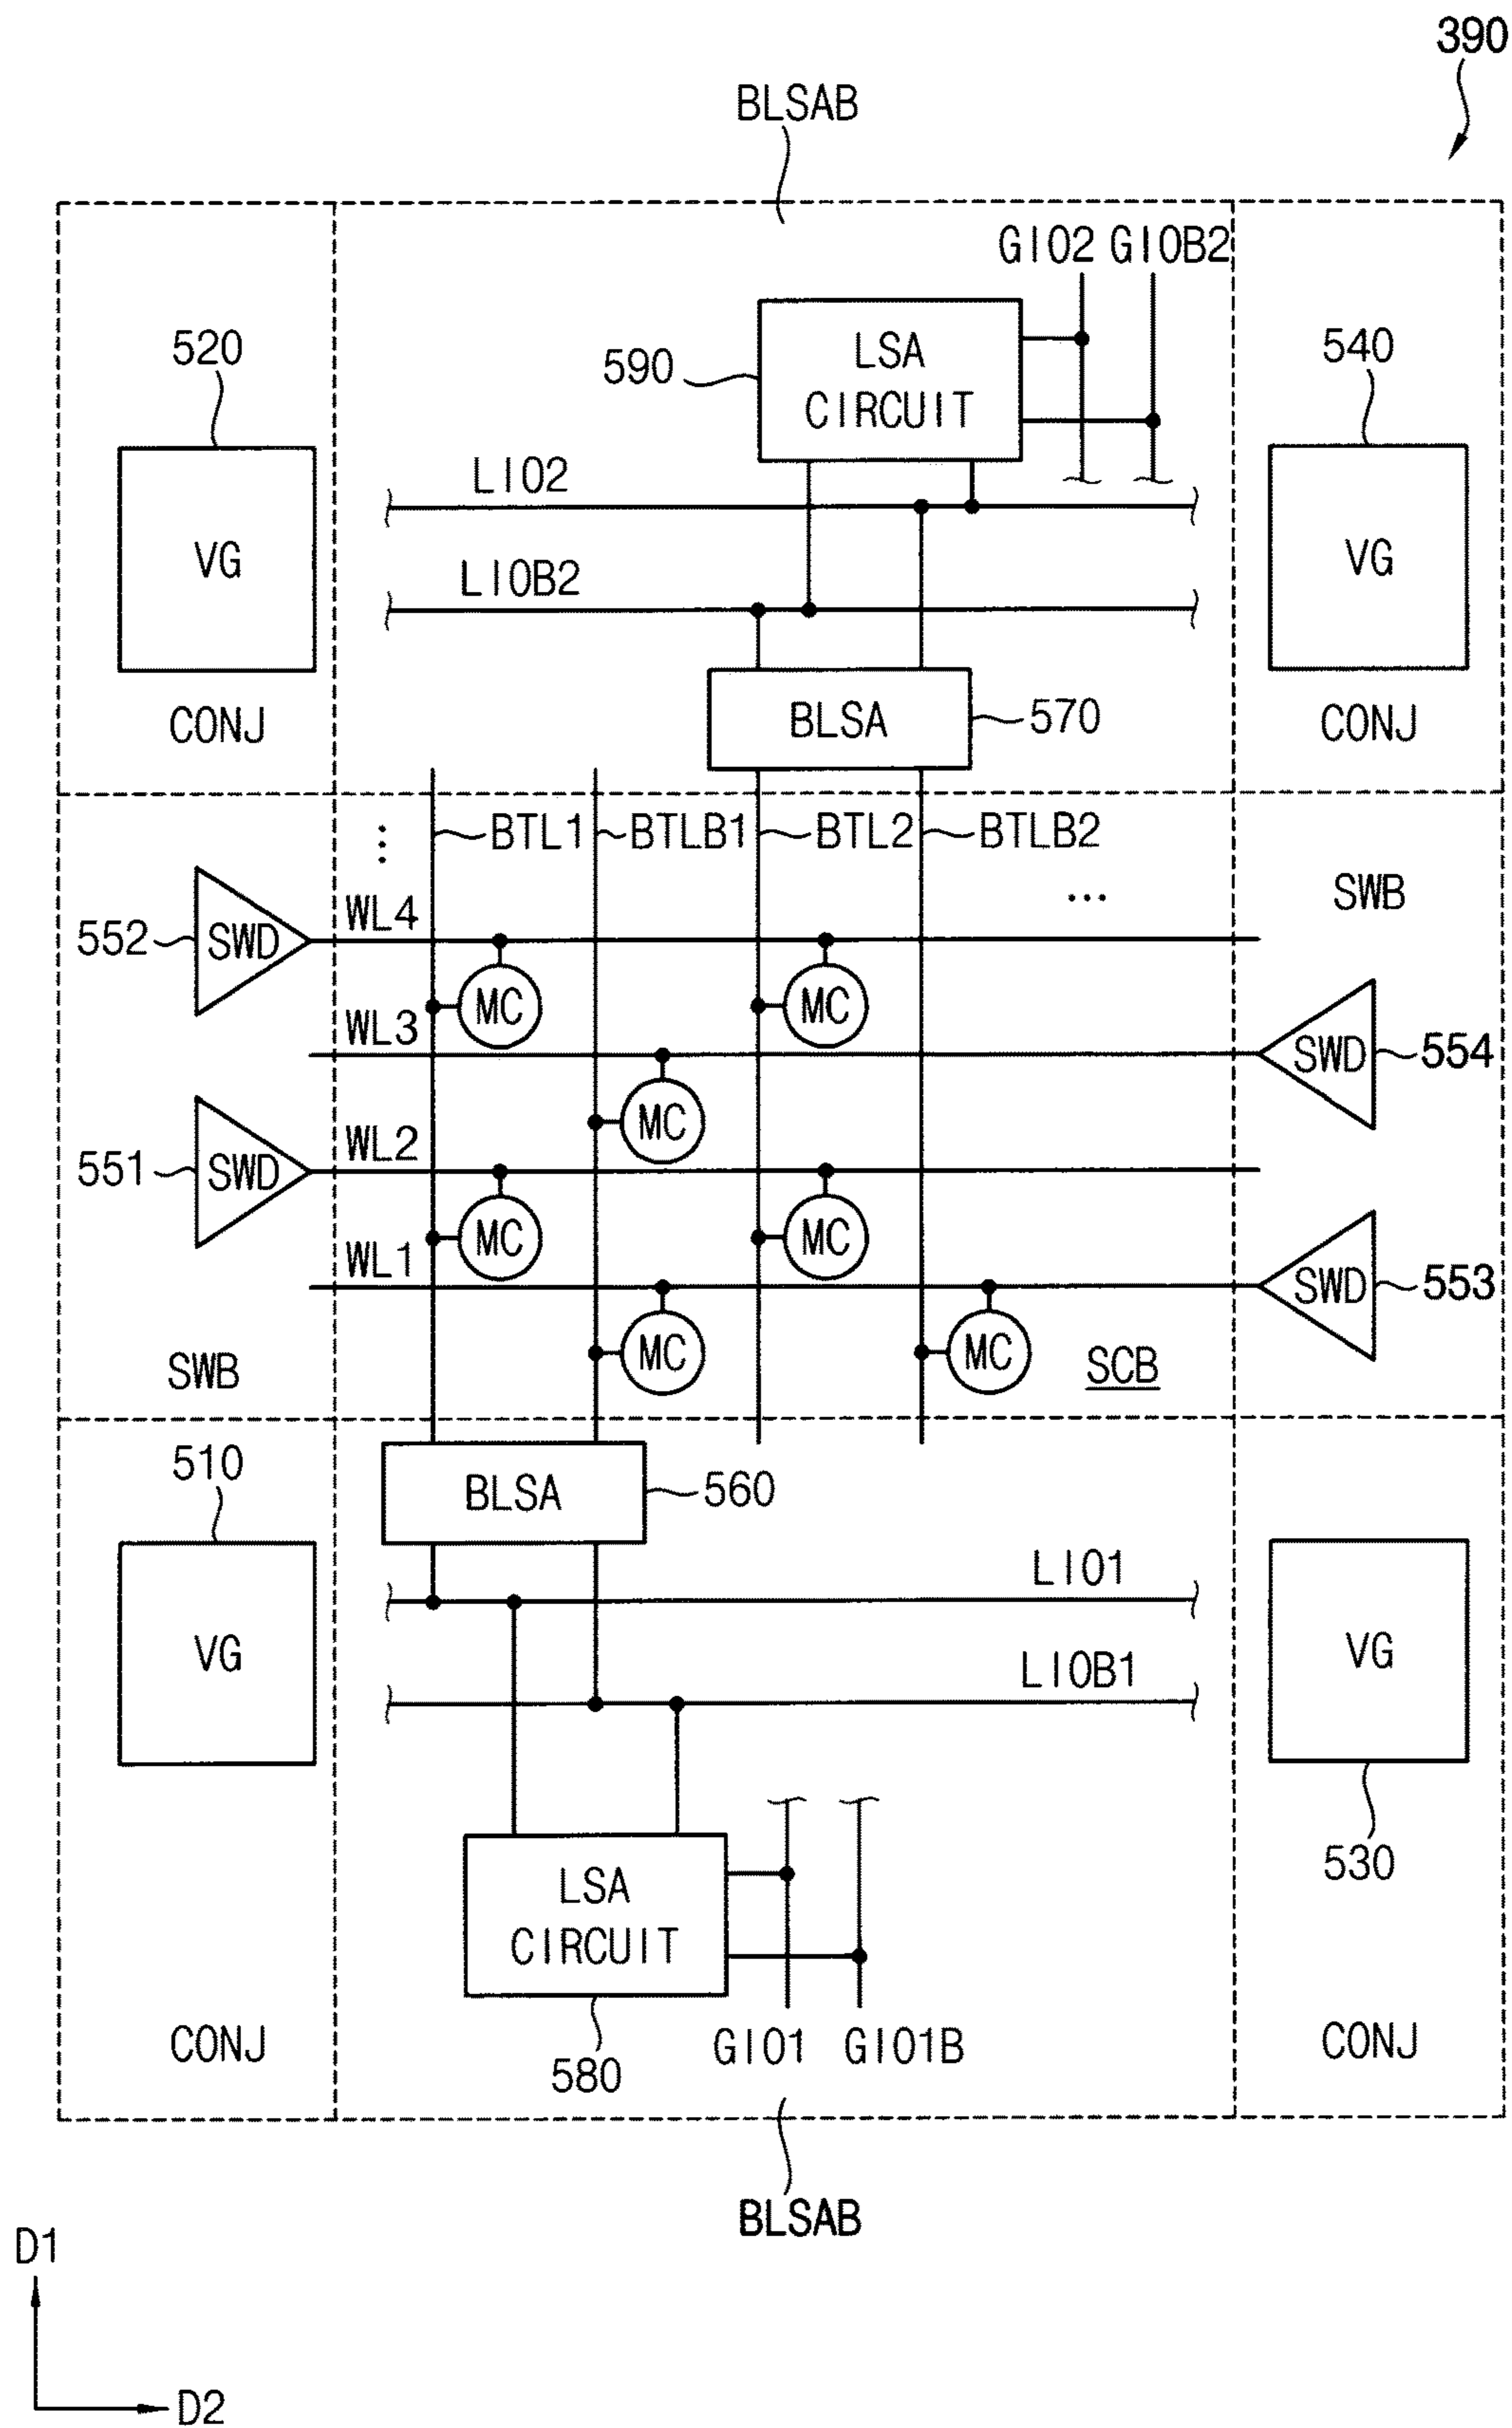 390
BLSAB
GIO2 GIOB2
520
590
LSA
CIRCUIT
540
LIO2
VG
VG
LIOB2
CONJ
BLSA
570
CONJ
⋮
BTL1
BTLB1
BTL2
BTLB2
...
SWB
552
SWD
WL4
MC
MC
WL3
SWD
554
MC
551
SWD
WL2
MC
MC
WL1
SWD
553
MC
MC
SCB
SWB
510
BLSA
560
LIO1
VG
VG
LIOB1
LSA
CIRCUIT
530
CONJ
580
GIO1
GIO1B
CONJ
BLSAB
D1
D2